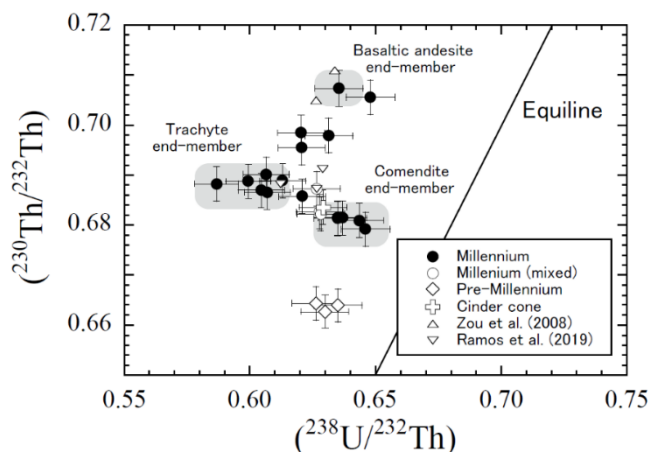 0.72
0.70
0.68
0.66
(230Th/232Th)
Basaltic andesite
end-member
Trachyte
end-member
Equiline
Comendite
end-member
Millennium
Millenium (mixed)
Pre-Millennium
Cinder cone
Zou et al. (2008)
Ramos et al. (2019)
0.55
0.60
0.65
0.70
0.75
(238U/232Th)